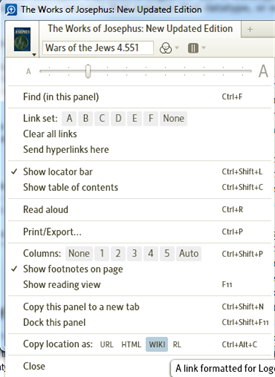 The Works of Josephus: New Updated Edition
The Works of Josephus: New Updated Edition
Wars of the Jews 4.551
A A
Find (in this panel) Ctrl+F
Link set: A B C D E F None
Clear all links
Send hyperlinks here
✓ Show locator bar Ctrl+Shift+L
Show table of contents Ctrl+Shift+C
Read aloud Ctrl+R
Print/Export... Ctrl+P
Columns: None 1 2 3 4 5 Auto Ctrl+Shift+P
✓ Show footnotes on page
Show reading view F11
Copy this panel to a new tab Ctrl+Shift+N
Dock this panel Ctrl+Shift+F11
Copy location as: URL HTML WIKI RL Ctrl+Alt+C
Close
A link formatted for Log